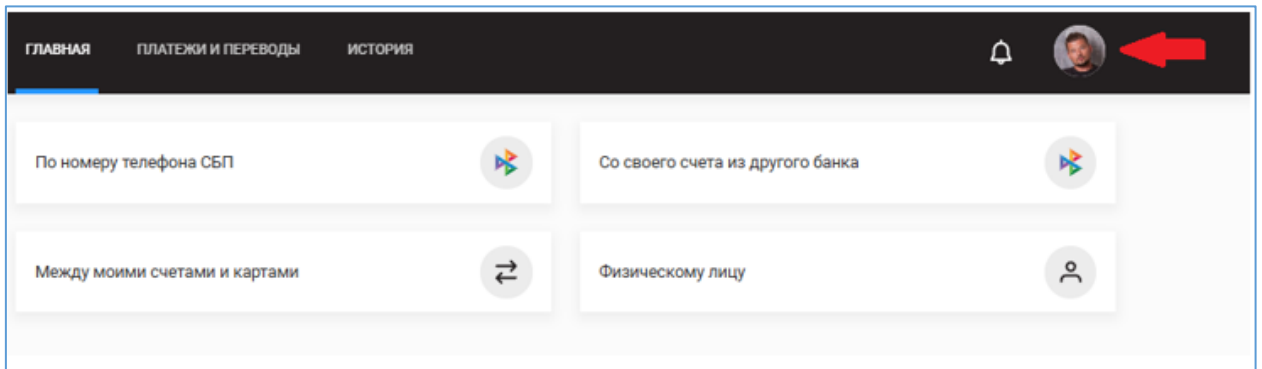 ГЛАВНАЯ ПЛАТЕЖИ И ПЕРЕВОДЫ ИСТОРИЯ
По номеру телефона СБП
Со своего счета из другого банка
Между моими счетами и картами
Физическому лицу